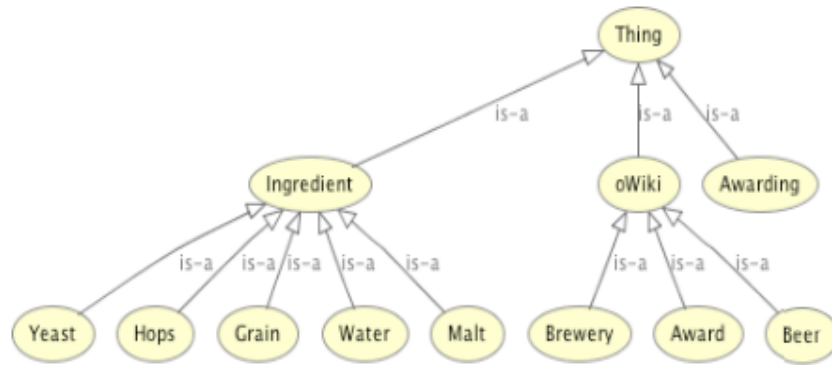 Thing
is-a is-a is-a
Ingredient oWiki Awarding
is-a is-a is-a is-a is-a is-a is-a is-a
Yeast Hops Grain Water Malt Brewery Award Beer